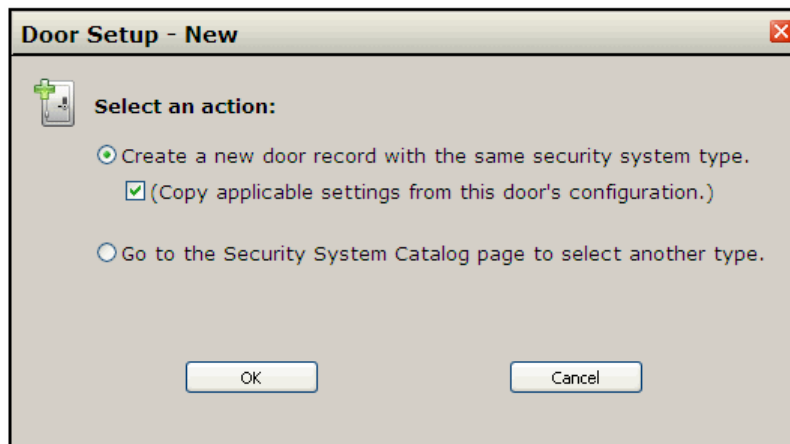 Door Setup - New
Select an action:
Create a new door record with the same security system type.
(Copy applicable settings from this door's configuration.)
Go to the Security System Catalog page to select another type.
OK
Cancel